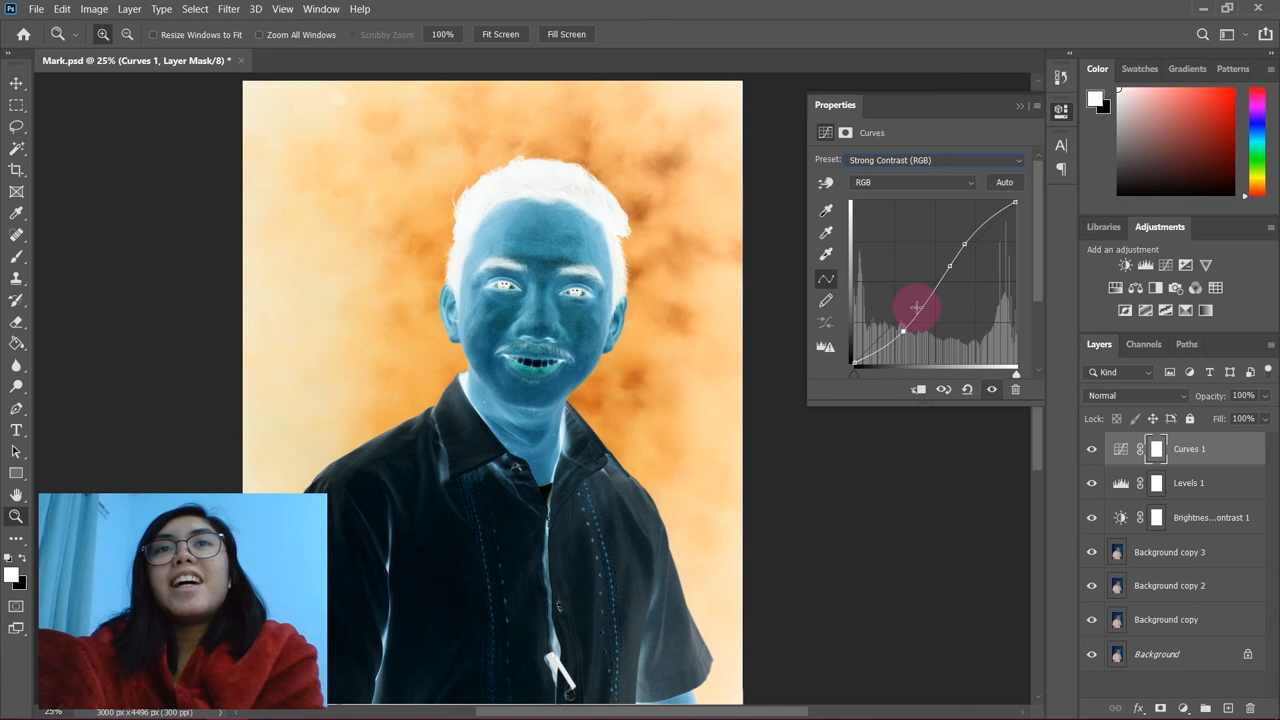 Ps File Edit Image Layer Type Select Filter 3D View Window Help
Resize Windows to Fit Zoom All Windows Scrubby Zoom 100% Fit Screen Fill Screen
Mark.psd @ 25% (Curves 1, Layer Mask/8) *
Properties
Curves
Preset: Strong Contrast (RGB)
RGB Auto
Color Swatches Gradients Patterns
Libraries Adjustments
Add an adjustment
Layers Channels Paths
Kind
Normal Opacity: 100%
Lock: Fill: 100%
Curves 1
Levels 1
Brightnes...ontrast 1
Background copy 3
Background copy 2
Background copy
Background
25% 3000 px x 4496 px (300 ppi)